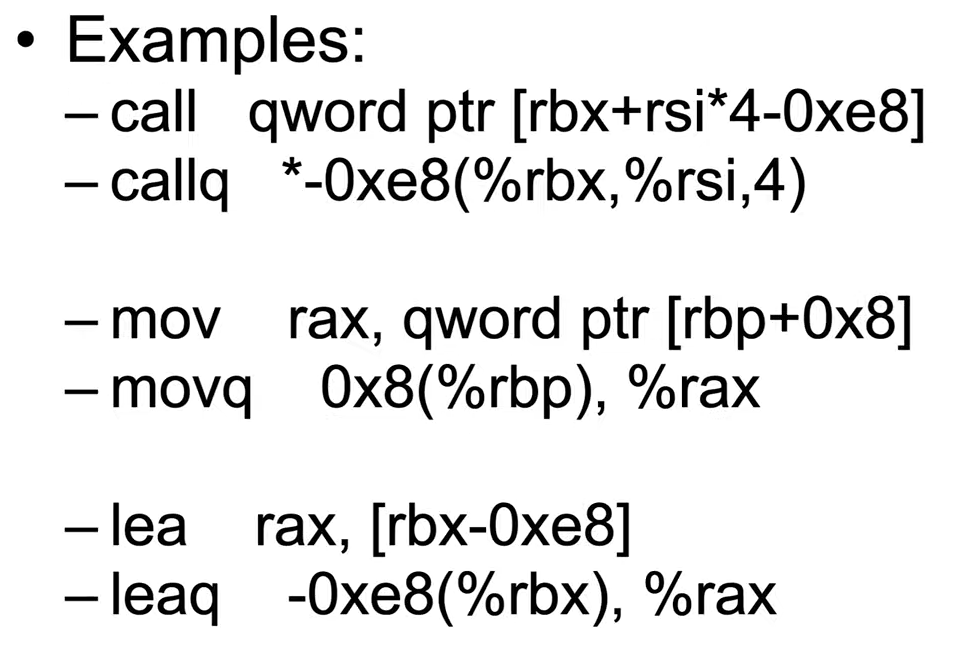 • Examples:
– call qword ptr [rbx+rsi*4-0xe8]
– callq *-0xe8(%rbx,%rsi,4)
– mov rax, qword ptr [rbp+0x8]
– movq 0x8(%rbp), %rax
– lea rax, [rbx-0xe8]
– leaq -0xe8(%rbx), %rax